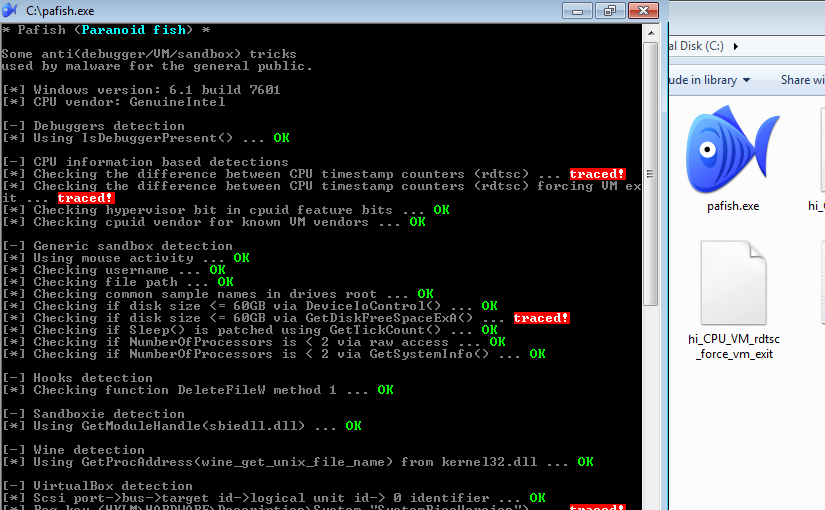 C:\pafish.exe
* Pafish (Paranoid fish) *
Some anti(debugger/VM/sandbox) tricks
used by malware for the general public.
[*] Windows version: 6.1 build 7601
[*] CPU vendor: GenuineIntel
[-] Debuggers detection
[*] Using IsDebuggerPresent() ... OK
[-] CPU information based detections
[*] Checking the difference between CPU timestamp counters (rdtsc) ... traced!
[*] Checking the difference between CPU timestamp counters (rdtsc) forcing VM ex
it ... traced!
[*] Checking hypervisor bit in cpuid feature bits ... OK
[*] Checking cpuid vendor for known VM vendors ... OK
[-] Generic sandbox detection
[*] Using mouse activity ... OK
[*] Checking username ... OK
[*] Checking file path ... OK
[*] Checking common sample names in drives root ... OK
[*] Checking if disk size <= 60GB via DeviceIoControl() ... OK
[*] Checking if disk size <= 60GB via GetDiskFreeSpaceExA() ... traced!
[*] Checking if Sleep() is patched using GetTickCount() ... OK
[*] Checking if NumberOfProcessors is < 2 via raw access ... OK
[*] Checking if NumberOfProcessors is < 2 via GetSystemInfo() ... OK
[-] Hooks detection
[*] Checking function DeleteFileW method 1 ... OK
[-] Sandboxie detection
[*] Using GetModuleHandle(sbiedll.dll) ... OK
[-] Wine detection
[*] Using GetProcAddress(wine_get_unix_file_name) from kernel32.dll ... OK
[-] VirtualBox detection
[*] Scsi port->bus->target id->logical unit id-> 0 identifier ... OK
[*] Reg key (HKLM\HARDWARE\Description\System "SystemBiosVersion") ... traced!
al Disk (C:)
ude in library
Share wi
pafish.exe
hi_
hi_CPU_VM_rdtsc
_force_vm_exit